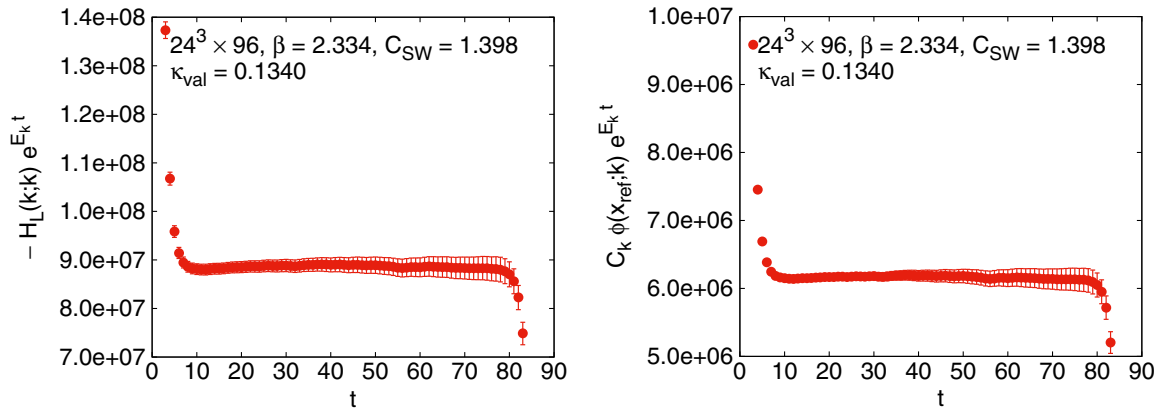 1.4e+08
1.3e+08
1.2e+08
1.1e+08
1.0e+08
9.0e+07
8.0e+07
7.0e+07
− H_L(k;k) e^{E_k t}
24³ × 96, β = 2.334, C_SW = 1.398
κ_val = 0.1340
0 10 20 30 40 50 60 70 80 90
t
1.0e+07
9.0e+06
8.0e+06
7.0e+06
6.0e+06
5.0e+06
C_k ϕ(x_ref;k) e^{E_k t}
24³ × 96, β = 2.334, C_SW = 1.398
κ_val = 0.1340
0 10 20 30 40 50 60 70 80 90
t